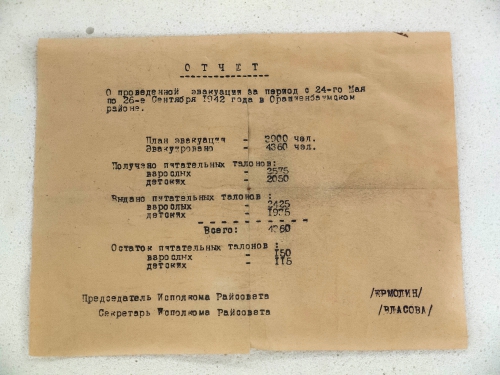 ОТЧЕТ
О проведенной эвакуации за период с 24-го Мая
по 26-е Сентября 1942 года в Ораниенбаумском
районе.
План эвакуации - 3900 чел.
Эвакуировано - 4360 чел.
Получено питательных талонов:
взрослых - 2575
детских - 2050
Выдано питательных талонов :
взрослых - 2425
детских - 1935
Всего: - 4360
Остаток питательных талонов :
взрослых - 150
детских - 115
Председатель Исполкома Райсовета /ЕРМОЛИН/
Секретарь Исполкома Райсовета /ВЛАСОВА/